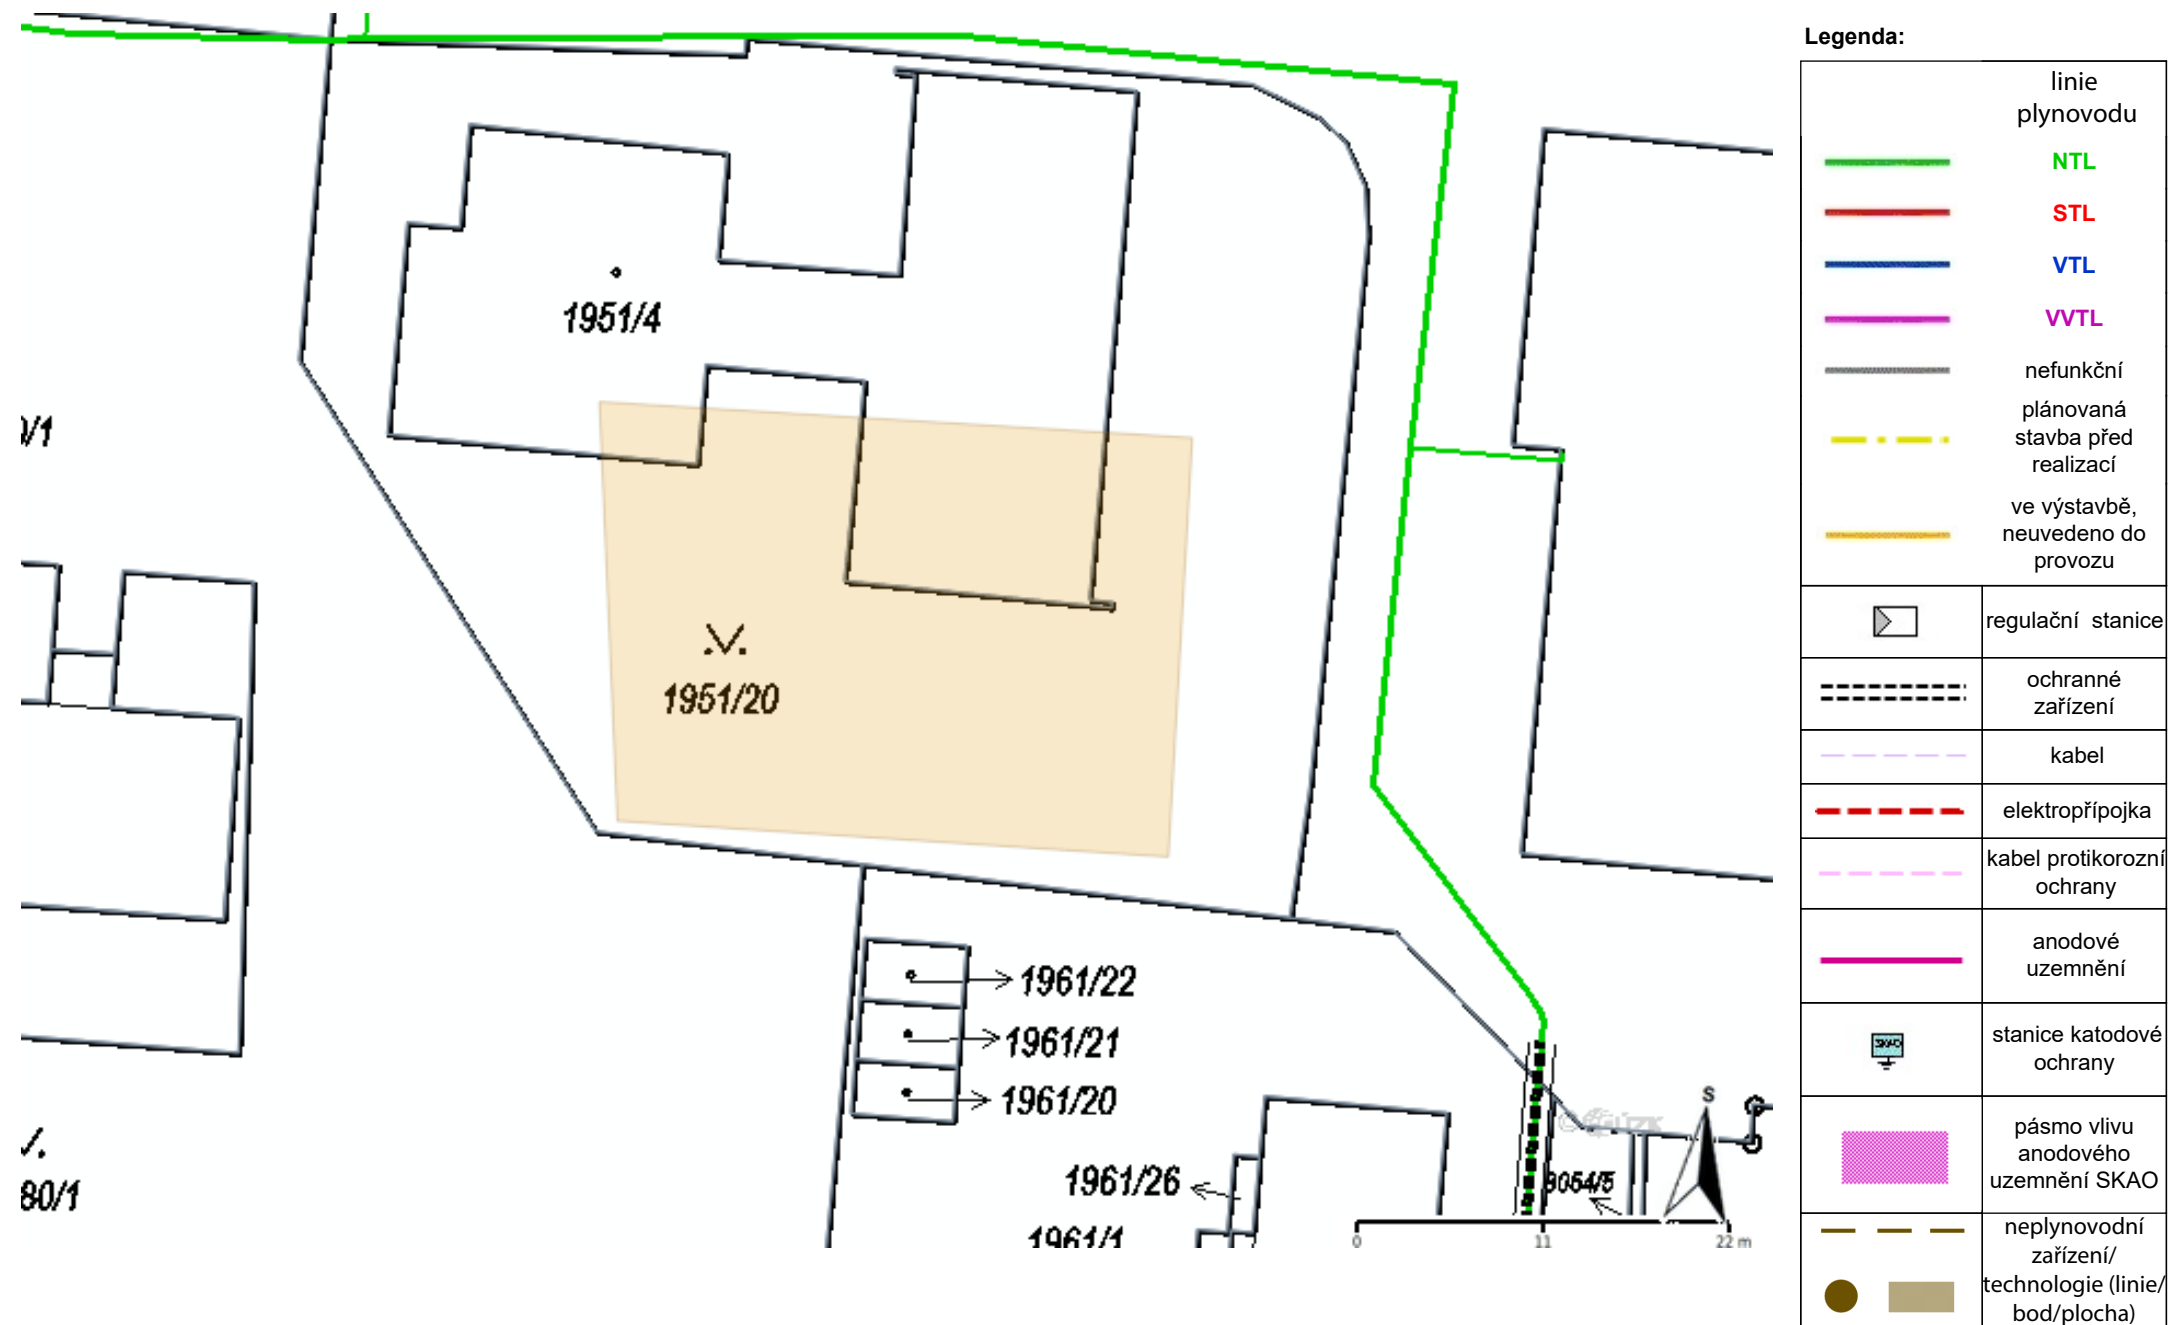 1951/4
1951/20
1961/22
1961/21
1961/20
1961/26
1961/1
80/1
S
0
11
22 m
Legenda:
linie
plynovodu
NTL
STL
VTL
VVTL
nefunkční
plánovaná
stavba před
realizací
ve výstavbě,
neuvedeno do
provozu
regulační stanice
ochranné
zařízení
kabel
elektropřípojka
kabel protikorozní
ochrany
anodové
uzemnění
SKAO
stanice katodové
ochrany
pásmo vlivu
anodového
uzemnění SKAO
neplynovodní
zařízení/
technologie (linie/
bod/plocha)